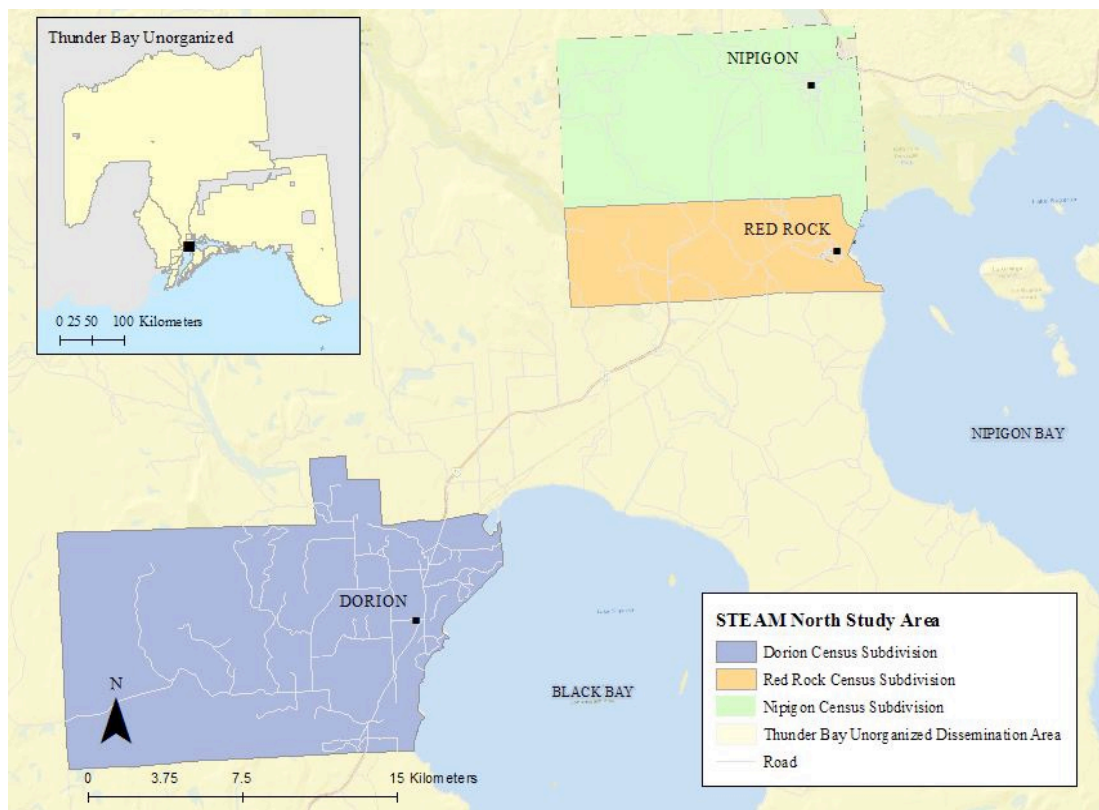 Thunder Bay Unorganized
0 25 50 100 Kilometers
NIPIGON
RED ROCK
NIPIGON BAY
DORION
BLACK BAY
N
0 3.75 7.5 15 Kilometers
STEAM North Study Area
Dorion Census Subdivision
Red Rock Census Subdivision
Nipigon Census Subdivision
Thunder Bay Unorganized Dissemination Area
Road